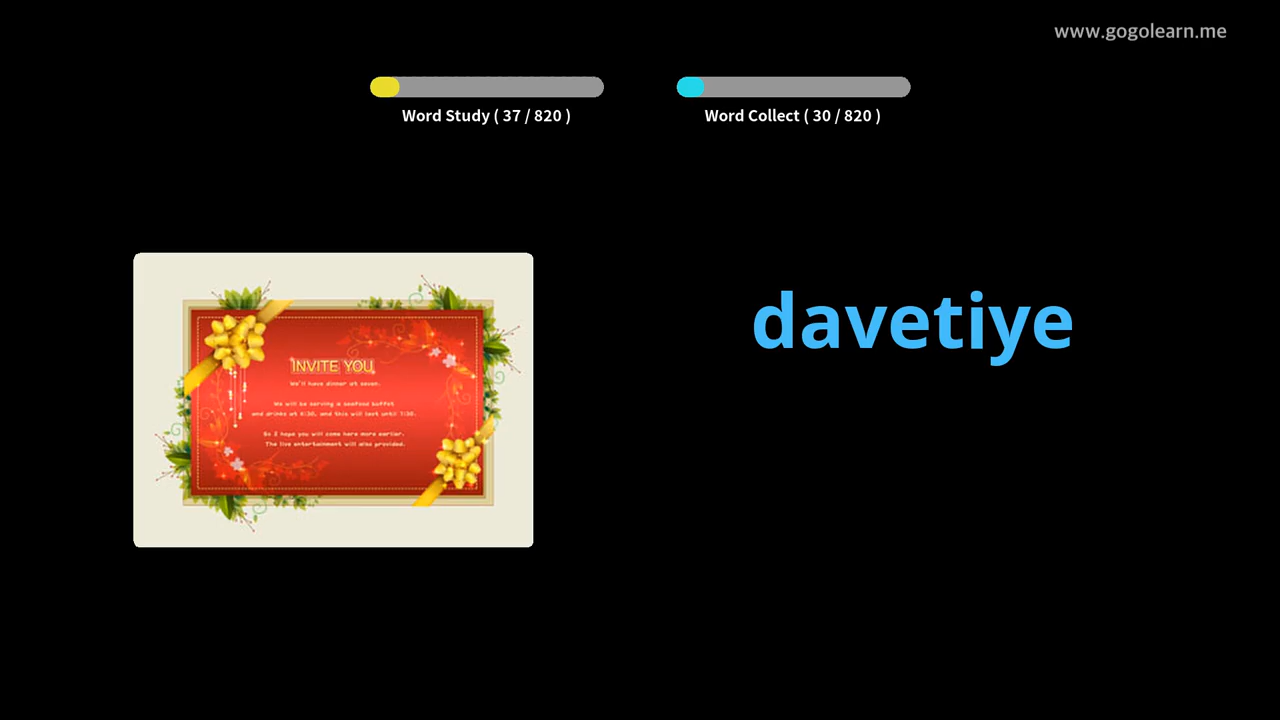 www.gogolearn.me
Word Study ( 37 / 820 )
Word Collect ( 30 / 820 )
INVITE YOU
We'll have dinner at seven.
We will be serving a seafood buffet
and drinks at 6:30, and this will last until 7:30.
So I hope you will come here more earlier.
The live entertainment will also provided.
davetiye